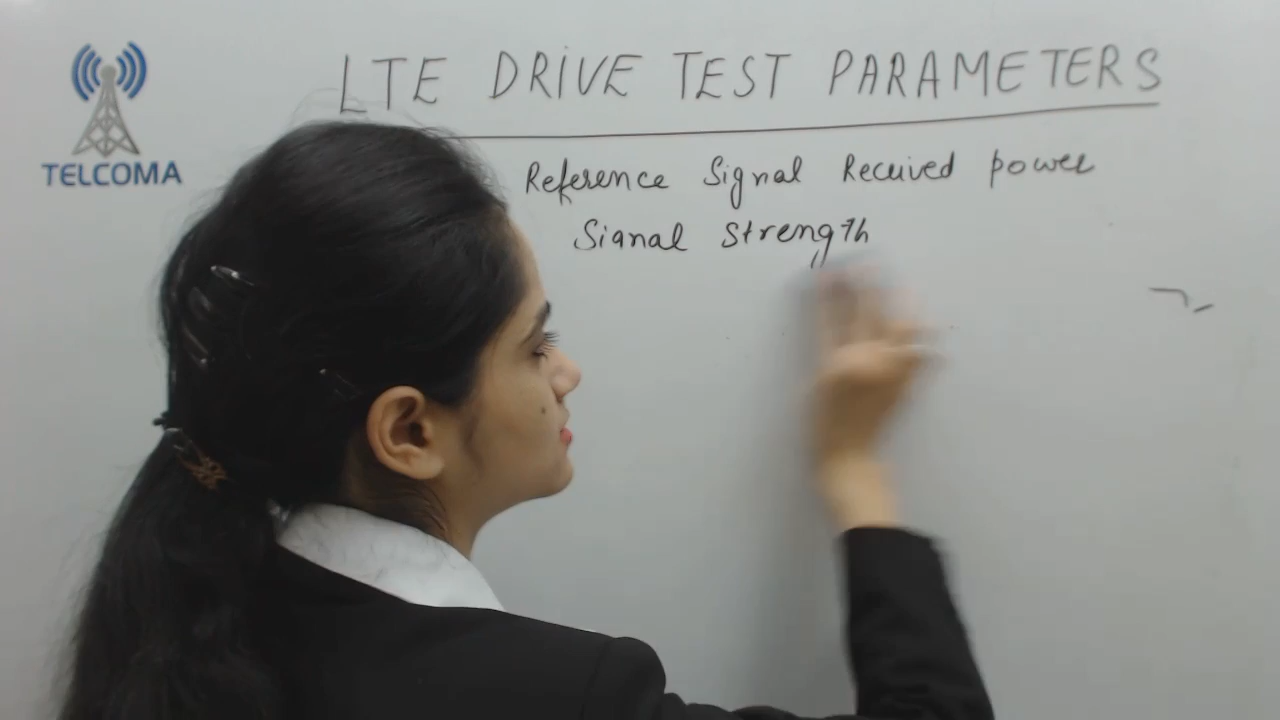 LTE DRIVE TEST PARAMETERS
TELCOMA
Reference Signal Received power
Signal Strength